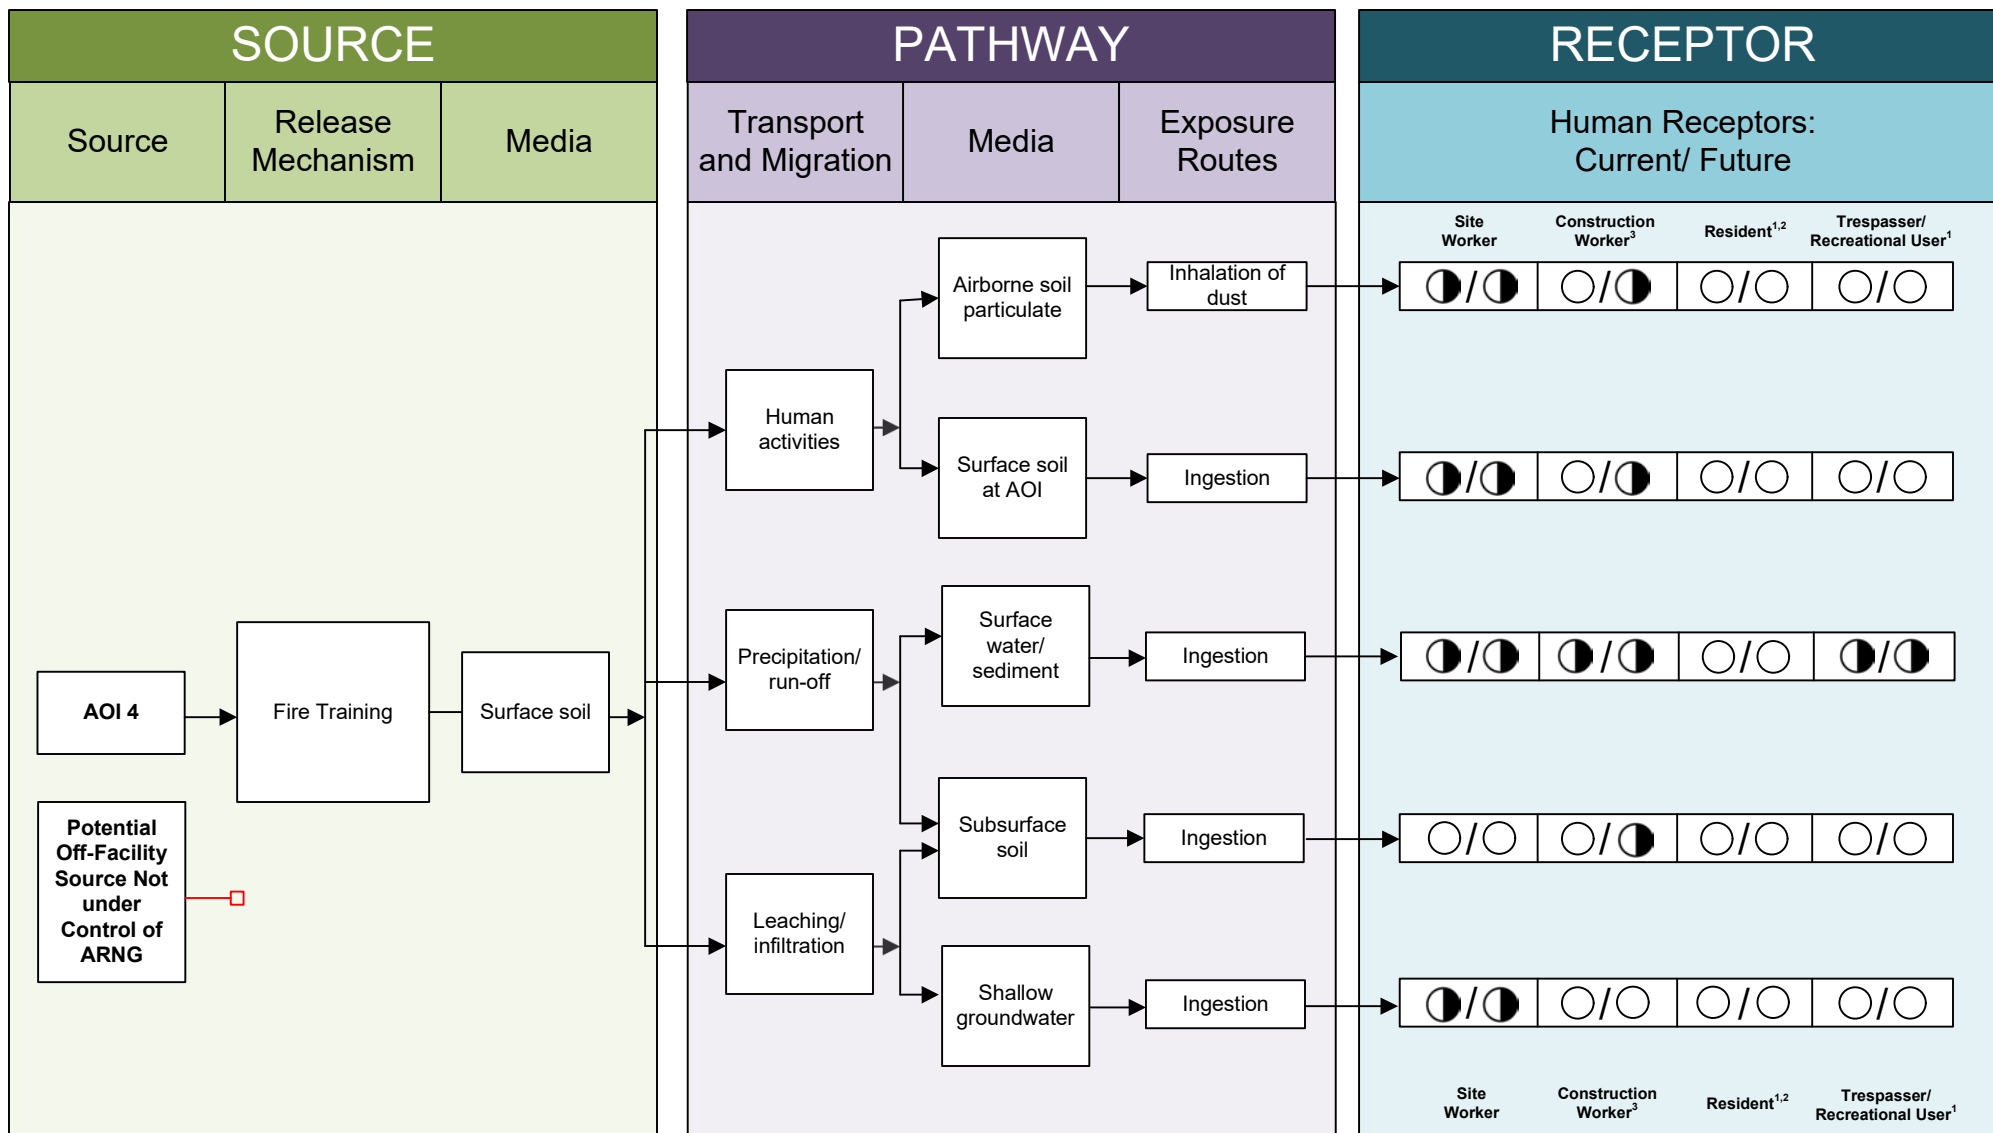 SOURCE
PATHWAY
RECEPTOR
Source
Release
Mechanism
Media
Transport
and Migration
Media
Exposure
Routes
Human Receptors:
Current/ Future
Site
Worker
Construction
Worker³
Resident¹,²
Trespasser/
Recreational User¹
Airborne soil
particulate
Inhalation of
dust
Human
activities
Surface soil
at AOI
Ingestion
Precipitation/
run-off
Surface
water/
sediment
Ingestion
AOI 4
Fire Training
Surface soil
Potential
Off-Facility
Source Not
under
Control of
ARNG
Subsurface
soil
Ingestion
Leaching/
infiltration
Shallow
groundwater
Ingestion
Site
Worker
Construction
Worker³
Resident¹,²
Trespasser/
Recreational User¹